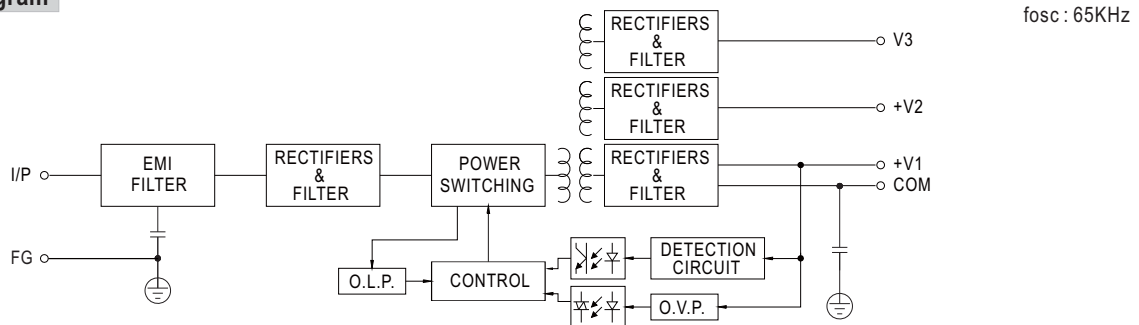 fosc : 65KHz
RECTIFIERS
&
FILTER
V3
RECTIFIERS
&
FILTER
+V2
I/P
EMI
FILTER
RECTIFIERS
&
FILTER
POWER
SWITCHING
RECTIFIERS
&
FILTER
+V1
COM
FG
O.L.P.
CONTROL
DETECTION
CIRCUIT
O.V.P.